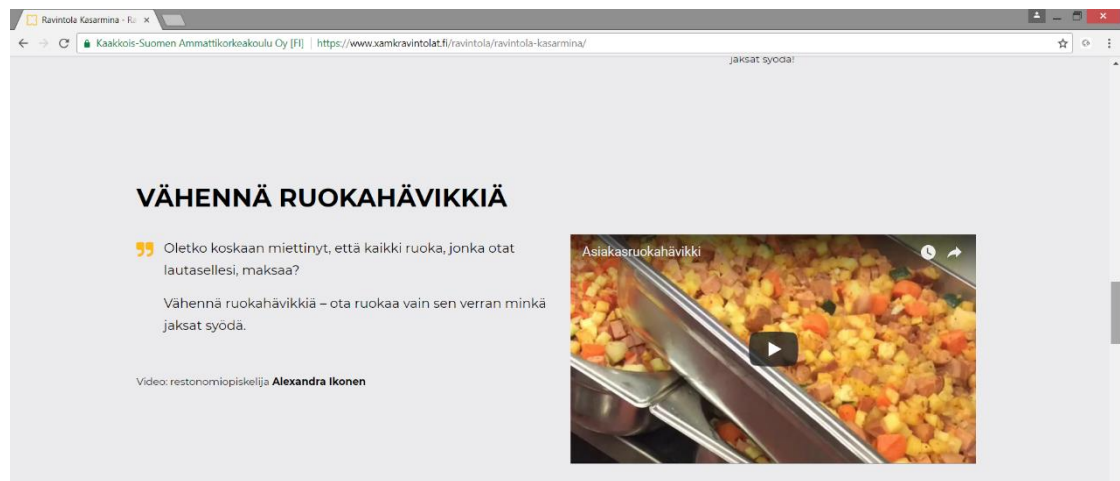 Ravintola Kasarmina - Ra
Kaakkois-Suomen Ammattikorkeakoulu Oy [FI] | https://www.xamkravintolat.fi/ravintola/ravintola-kasarmina/
jaksat syödä!
VÄHENNÄ RUOKAHÄVIKKIÄ
Oletko koskaan miettinyt, että kaikki ruoka, jonka otat
lautasellesi, maksaa?
Vähennä ruokahävikkiä – ota ruokaa vain sen verran minkä
jaksat syödä.
Video: restonomiopiskelija Alexandra Ikonen
Asiakasruokahävikki